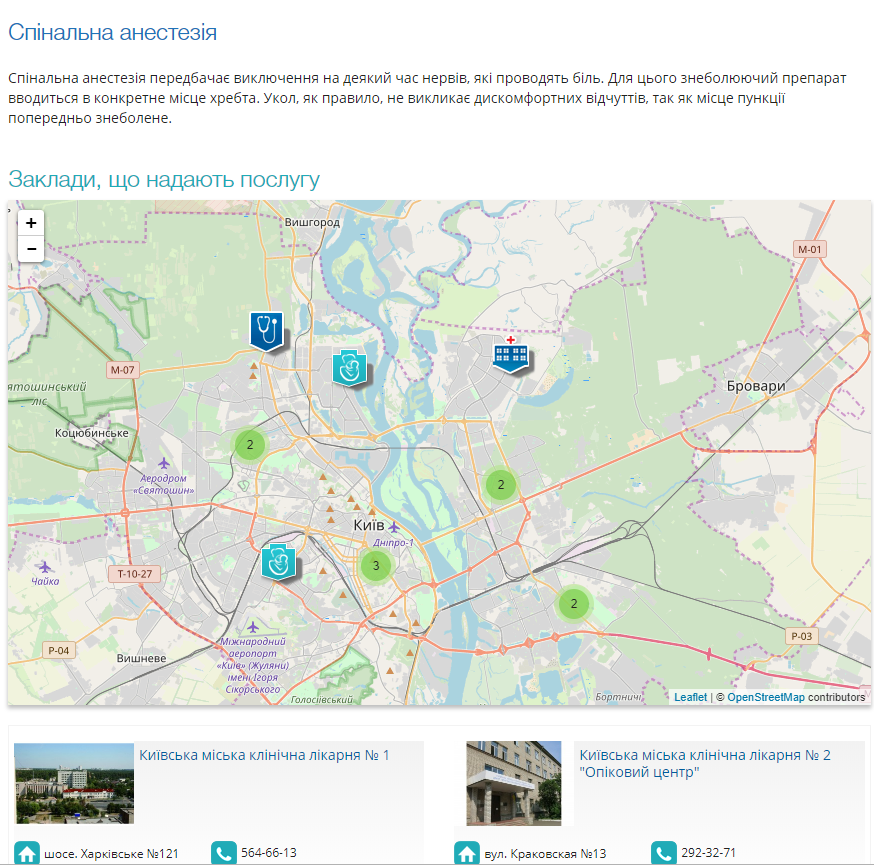 Спінальна анестезія
Спінальна анестезія передбачає виключення на деякий час нервів, які проводять біль. Для цього знеболюючий препарат
вводиться в конкретне місце хребта. Укол, як правило, не викликає дискомфортних відчуттів, так як місце пункції
попередньо знеболене.
Заклади, що надають послугу
+
−
Вишгород
М-01
М-07
ятошинський
ліс
Бровари
Коцюбинське
2
Аеродром
«Святошин»
2
Київ
Дніпро-1
3
Чайка
Т-10-27
2
Р-04
Вишневе
Міжнародний
аеропорт
«Київ» (Жуляни)
імені Ігоря
Сікорського
Р-03
Голосіївський
Бортничі
Leaflet | © OpenStreetMap contributors
Київська міська клінічна лікарня № 1
шосе. Харківське №121
564-66-13
Київська міська клінічна лікарня № 2
"Опіковий центр"
вул. Краковская №13
292-32-71